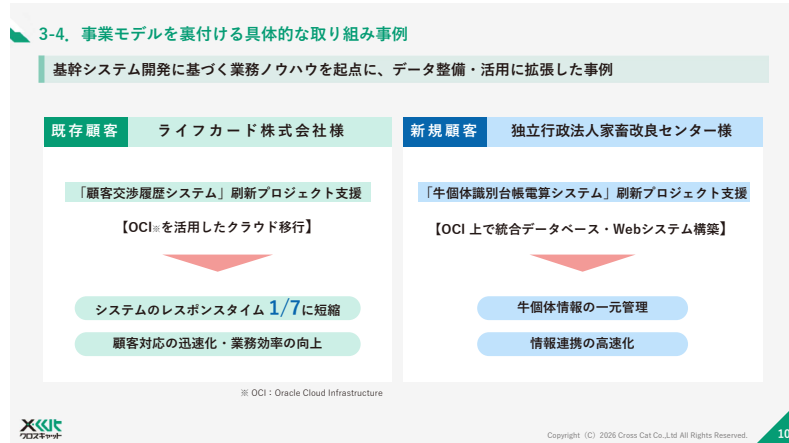 3-4．事業モデルを裏付ける具体的な取り組み事例
基幹システム開発に基づく業務ノウハウを起点に、データ整備・活用に拡張した事例
既存顧客 ライフカード株式会社様
「顧客交渉履歴システム」刷新プロジェクト支援
【OCI※を活用したクラウド移行】
システムのレスポンスタイム 1/7に短縮
顧客対応の迅速化・業務効率の向上
※ OCI：Oracle Cloud Infrastructure
新規顧客 独立行政法人家畜改良センター様
「牛個体識別台帳電算システム」刷新プロジェクト支援
【OCI 上で統合データベース・Webシステム構築】
牛個体情報の一元管理
情報連携の高速化
クロスキャット
Copyright（C）2026 Cross Cat Co.,Ltd All Rights Reserved.
10